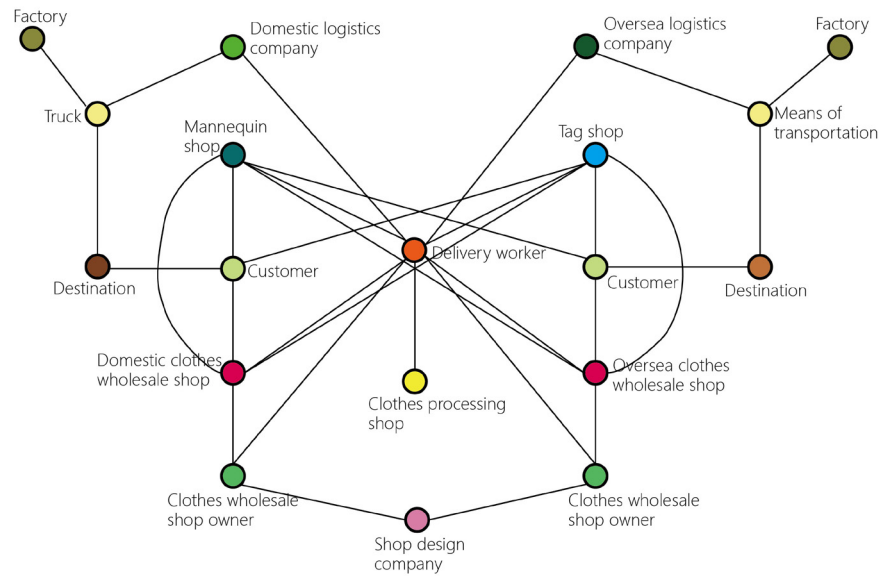 Factory
Domestic logistics
company
Oversea logistics
company
Factory
Truck
Means of
transportation
Mannequin
shop
Tag shop
Delivery worker
Customer
Customer
Destination
Destination
Domestic clothes
wholesale shop
Oversea clothes
wholesale shop
Clothes processing
shop
Clothes wholesale
shop owner
Clothes wholesale
shop owner
Shop design
company